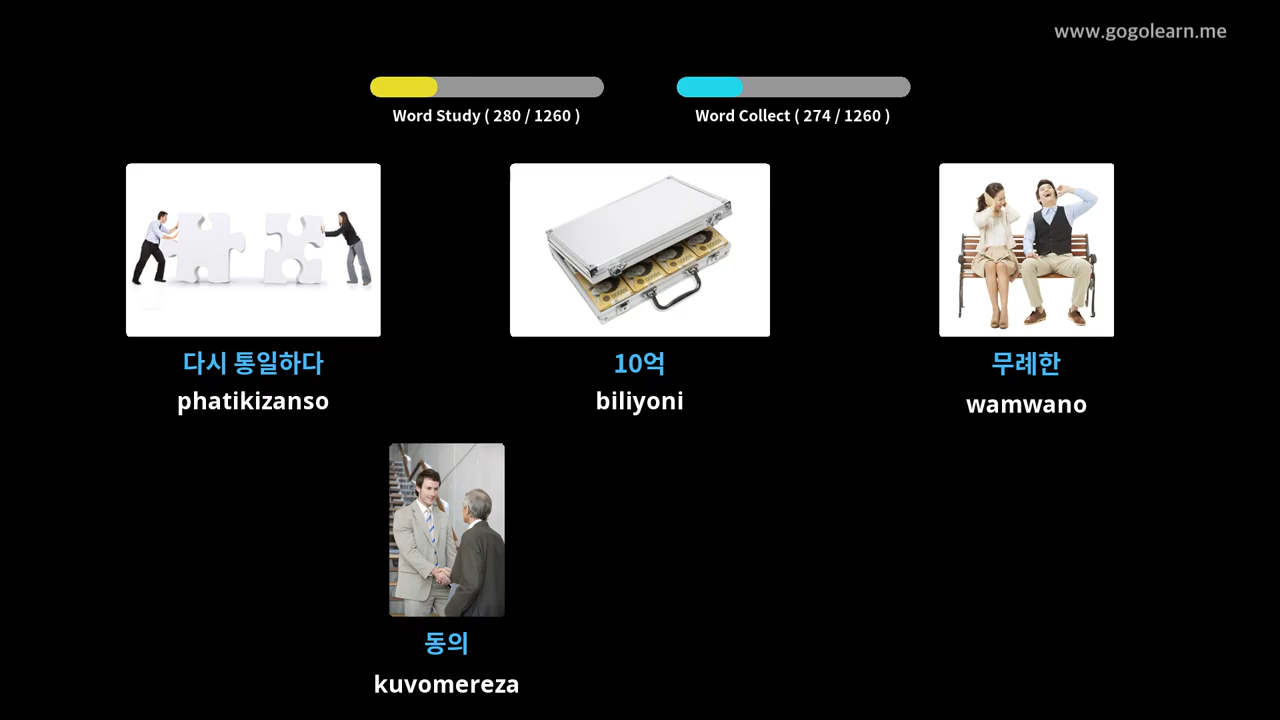 www.gogolearn.me
Word Study ( 280 / 1260 )
Word Collect ( 274 / 1260 )
다시 통일하다
phatikizanso
10억
biliyoni
무례한
wamwano
동의
kuvomereza